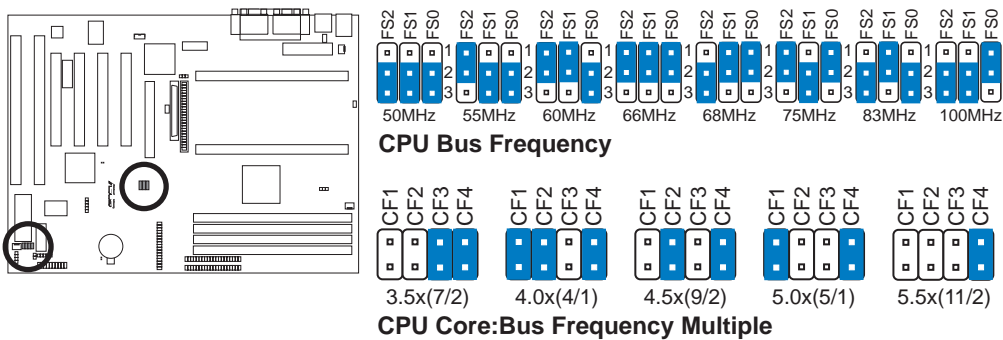 FS2 FS1 FS0 FS2 FS1 FS0 FS2 FS1 FS0 FS2 FS1 FS0 FS2 FS1 FS0 FS2 FS1 FS0 FS2 FS1 FS0 FS2 FS1 FS0
1 1 1 1 1 1 1
2 2 2 2 2 2 2
3 3 3 3 3 3 3
50MHz 55MHz 60MHz 66MHz 68MHz 75MHz 83MHz 100MHz
CPU Bus Frequency
CF1 CF2 CF3 CF4 CF1 CF2 CF3 CF4 CF1 CF2 CF3 CF4 CF1 CF2 CF3 CF4 CF1 CF2 CF3 CF4
3.5x(7/2) 4.0x(4/1) 4.5x(9/2) 5.0x(5/1) 5.5x(11/2)
CPU Core:Bus Frequency Multiple